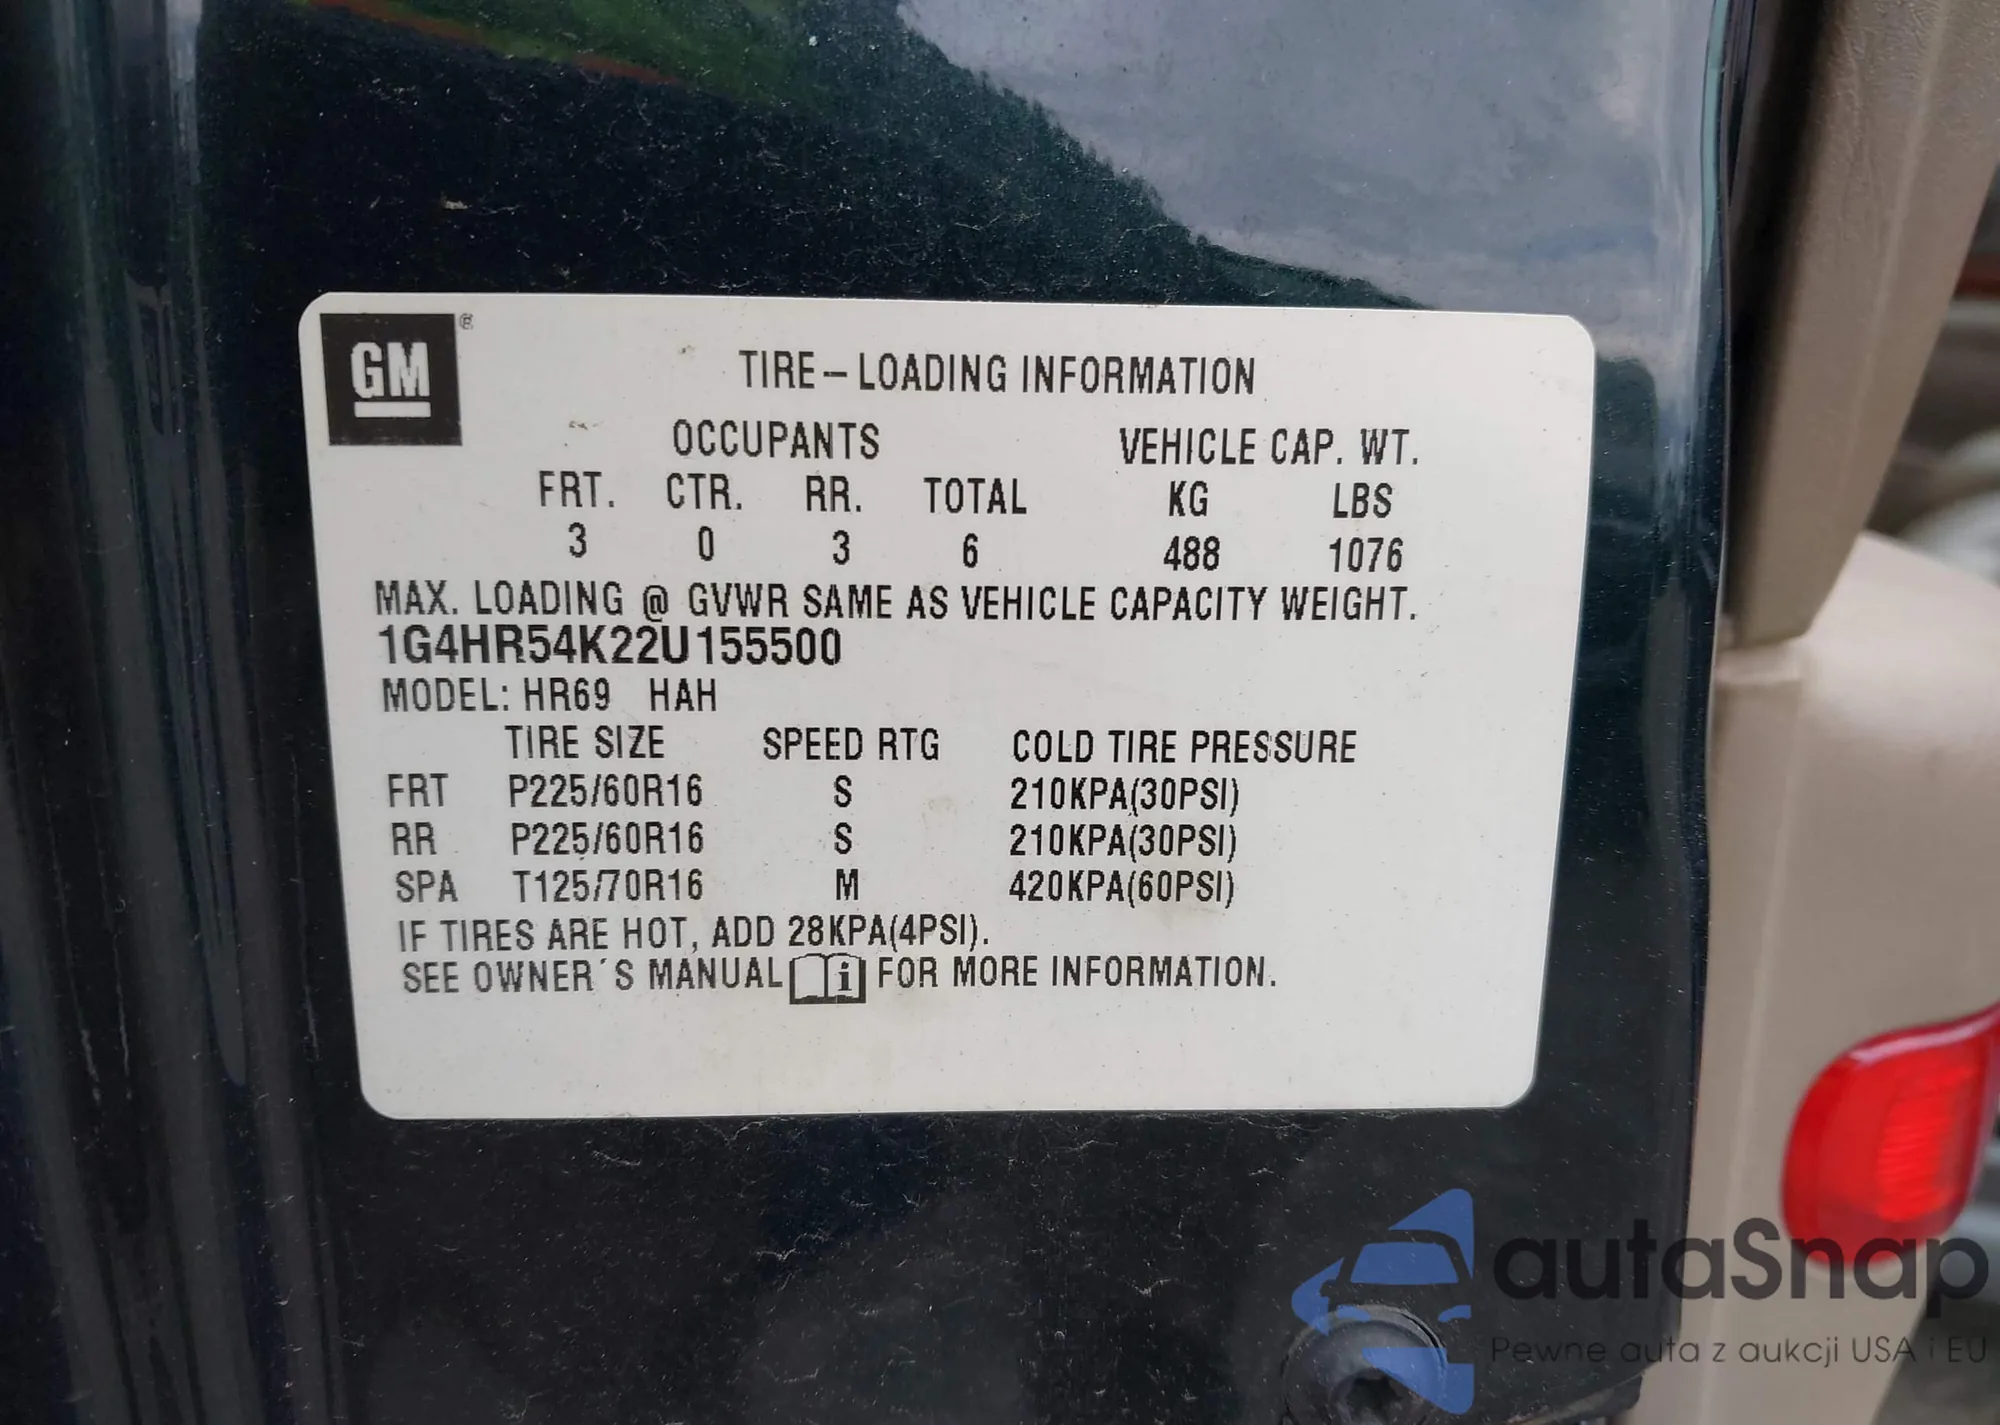 GM ®
TIRE–LOADING INFORMATION
OCCUPANTS VEHICLE CAP. WT.
FRT. CTR. RR. TOTAL KG LBS
3 0 3 6 488 1076
MAX. LOADING @ GVWR SAME AS VEHICLE CAPACITY WEIGHT.
1G4HR54K22U155500
MODEL: HR69 HAH
TIRE SIZE SPEED RTG COLD TIRE PRESSURE
FRT P225/60R16 S 210KPA(30PSI)
RR P225/60R16 S 210KPA(30PSI)
SPA T125/70R16 M 420KPA(60PSI)
IF TIRES ARE HOT, ADD 28KPA(4PSI).
SEE OWNER´S MANUAL i FOR MORE INFORMATION.
autaSnap
Pewne auta z aukcji USA i EU